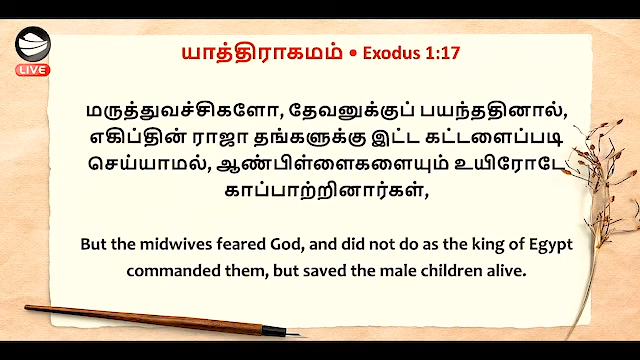 யாத்திராகமம் • Exodus 1:17
LIVE
மருத்துவச்சிகளோ, தேவனுக்குப் பயந்ததினால்,
எகிப்தின் ராஜா தங்களுக்கு இட்ட கட்டளைப்படி
செய்யாமல், ஆண்பிள்ளைகளையும் உயிரோடே
காப்பாற்றினார்கள்,
But the midwives feared God, and did not do as the king of Egypt
commanded them, but saved the male children alive.